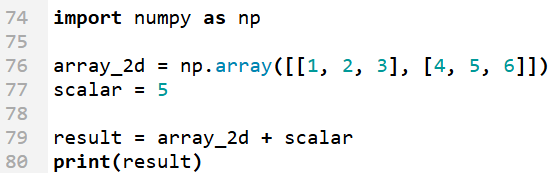 74 import numpy as np
75
76 array_2d = np.array([[1, 2, 3], [4, 5, 6]])
77 scalar = 5
78
79 result = array_2d + scalar
80 print(result)